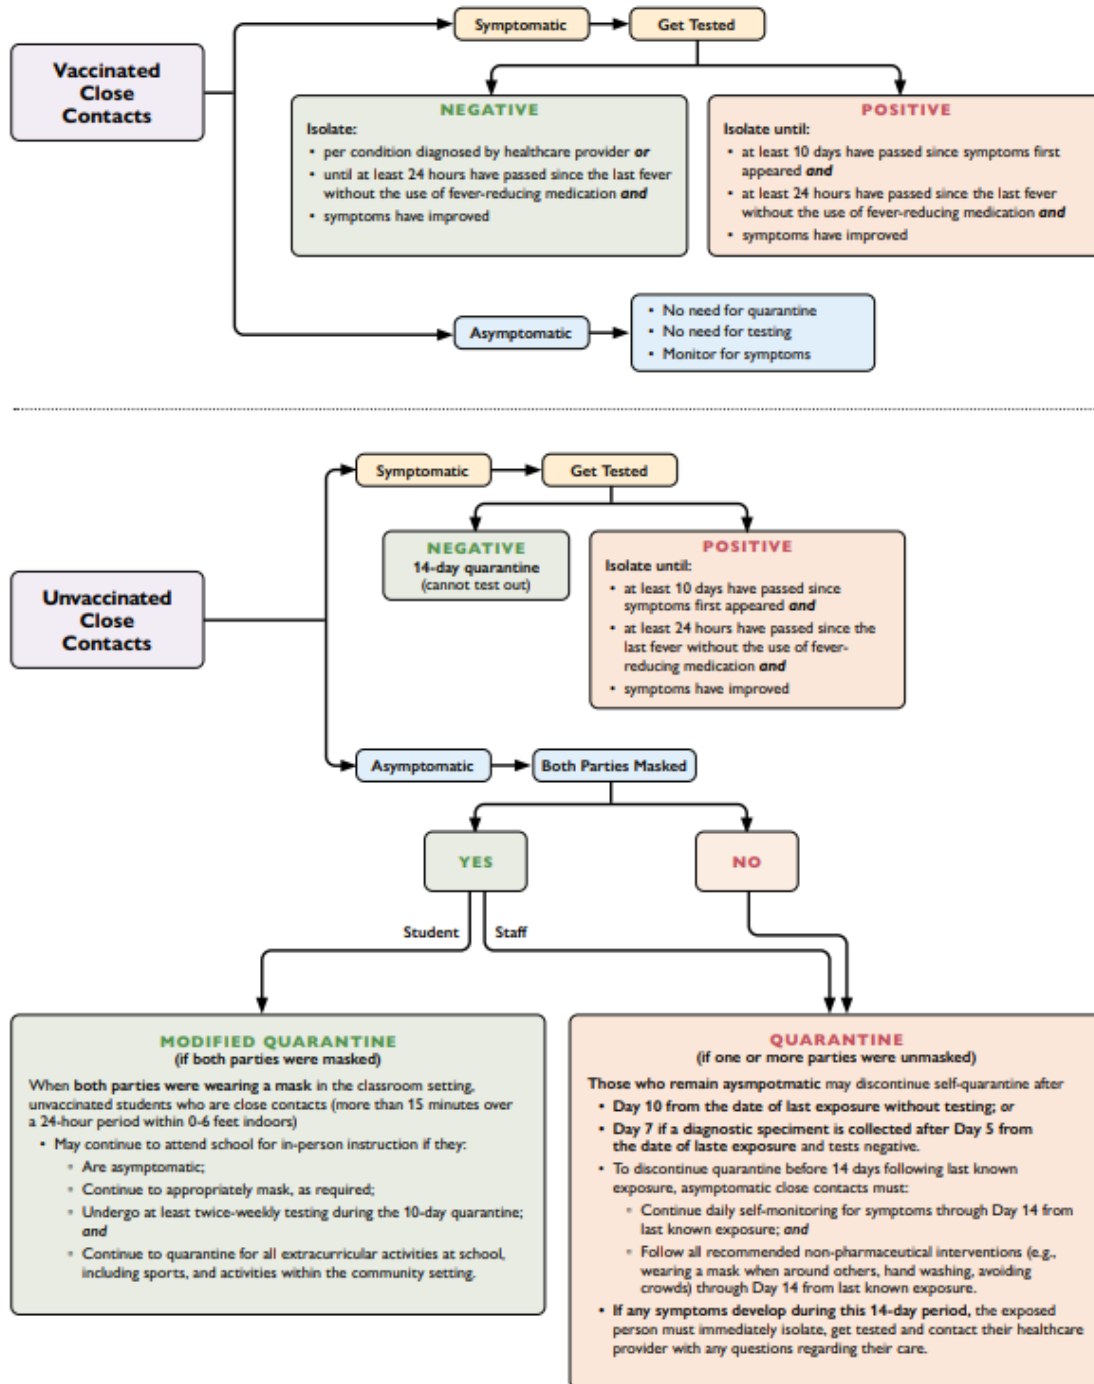 Symptomatic
Get Tested
Vaccinated
Close
Contacts
NEGATIVE
Isolate:
• per condition diagnosed by healthcare provider or
• until at least 24 hours have passed since the last fever
without the use of fever-reducing medication and
• symptoms have improved
POSITIVE
Isolate until:
• at least 10 days have passed since symptoms first
appeared and
• at least 24 hours have passed since the last fever
without the use of fever-reducing medication and
• symptoms have improved
Asymptomatic
• No need for quarantine
• No need for testing
• Monitor for symptoms
Symptomatic
Get Tested
NEGATIVE
14-day quarantine
(cannot test out)
POSITIVE
Isolate until:
• at least 10 days have passed since
symptoms first appeared and
• at least 24 hours have passed since the
last fever without the use of fever-
reducing medication and
• symptoms have improved
Unvaccinated
Close
Contacts
Asymptomatic
Both Parties Masked
YES
NO
Student
Staff
MODIFIED QUARANTINE
(if both parties were masked)
When both parties were wearing a mask in the classroom setting,
unvaccinated students who are close contacts (more than 15 minutes over
a 24-hour period within 0-6 feet indoors)
• May continue to attend school for in-person instruction if they:
▫ Are asymptomatic;
▫ Continue to appropriately mask, as required;
▫ Undergo at least twice-weekly testing during the 10-day quarantine;
and
▫ Continue to quarantine for all extracurricular activities at school,
including sports, and activities within the community setting.
QUARANTINE
(if one or more parties were unmasked)
Those who remain aysmpotmatic may discontinue self-quarantine after
• Day 10 from the date of last exposure without testing; or
• Day 7 if a diagnostic speciment is collected after Day 5 from
the date of laste exposure and tests negative.
• To discontinue quarantine before 14 days following last known
exposure, asymptomatic close contacts must:
▫ Continue daily self-monitoring for symptoms through Day 14 from
last known exposure; and
▫ Follow all recommended non-pharmaceutical interventions (e.g.,
wearing a mask when around others, hand washing, avoiding
crowds) through Day 14 from last known exposure.
• If any symptoms develop during this 14-day period, the exposed
person must immediately isolate, get tested and contact their healthcare
provider with any questions regarding their care.